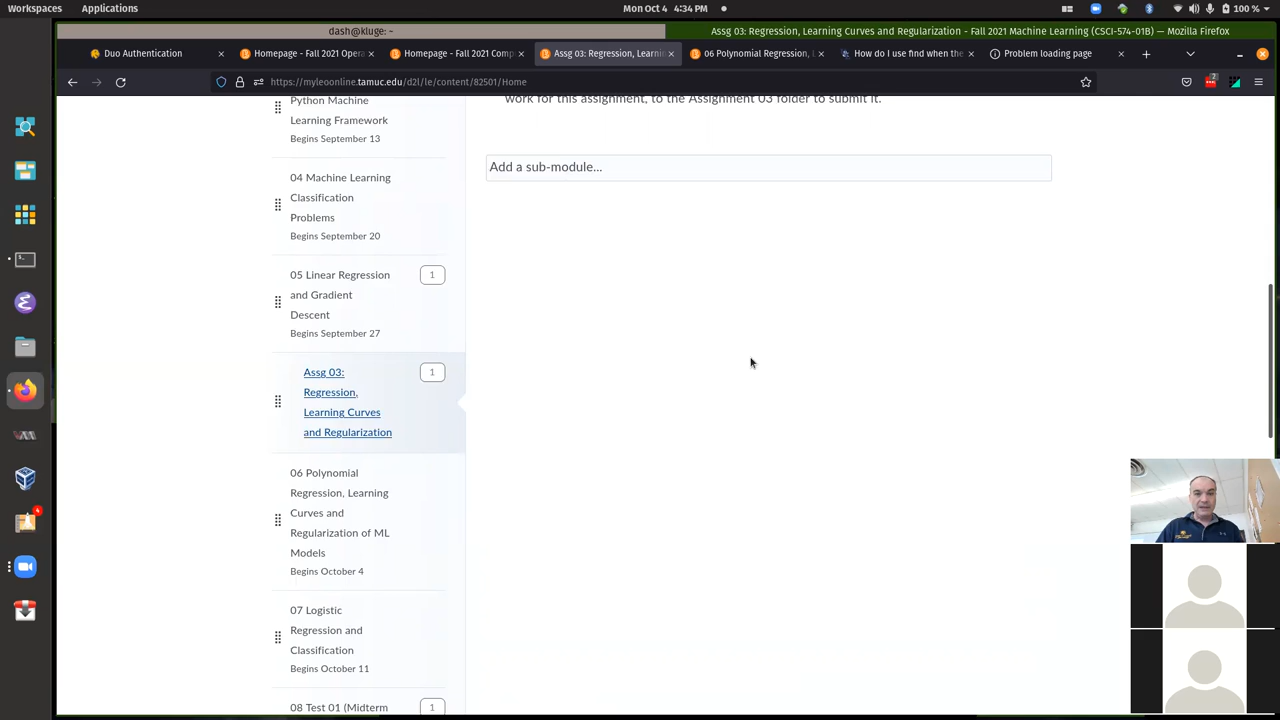 Workspaces Applications Mon Oct 4 4:34 PM 100 %
dash@kluge: ~ Assg 03: Regression, Learning Curves and Regularization - Fall 2021 Machine Learning (CSCI-574-01B) — Mozilla Firefox
Duo Authentication Homepage - Fall 2021 Opera Homepage - Fall 2021 Comp Assg 03: Regression, Learnin 06 Polynomial Regression, L How do I use find when the Problem loading page
https://myleoonline.tamuc.edu/d2l/le/content/82501/Home
7
work for this assignment, to the Assignment 03 folder to submit it.
Add a sub-module...
Python Machine
Learning Framework
Begins September 13
04 Machine Learning
Classification
Problems
Begins September 20
05 Linear Regression 1
and Gradient
Descent
Begins September 27
Assg 03: 1
Regression,
Learning Curves
and Regularization
06 Polynomial
Regression, Learning
Curves and
Regularization of ML
Models
Begins October 4
07 Logistic
Regression and
Classification
Begins October 11
08 Test 01 (Midterm 1